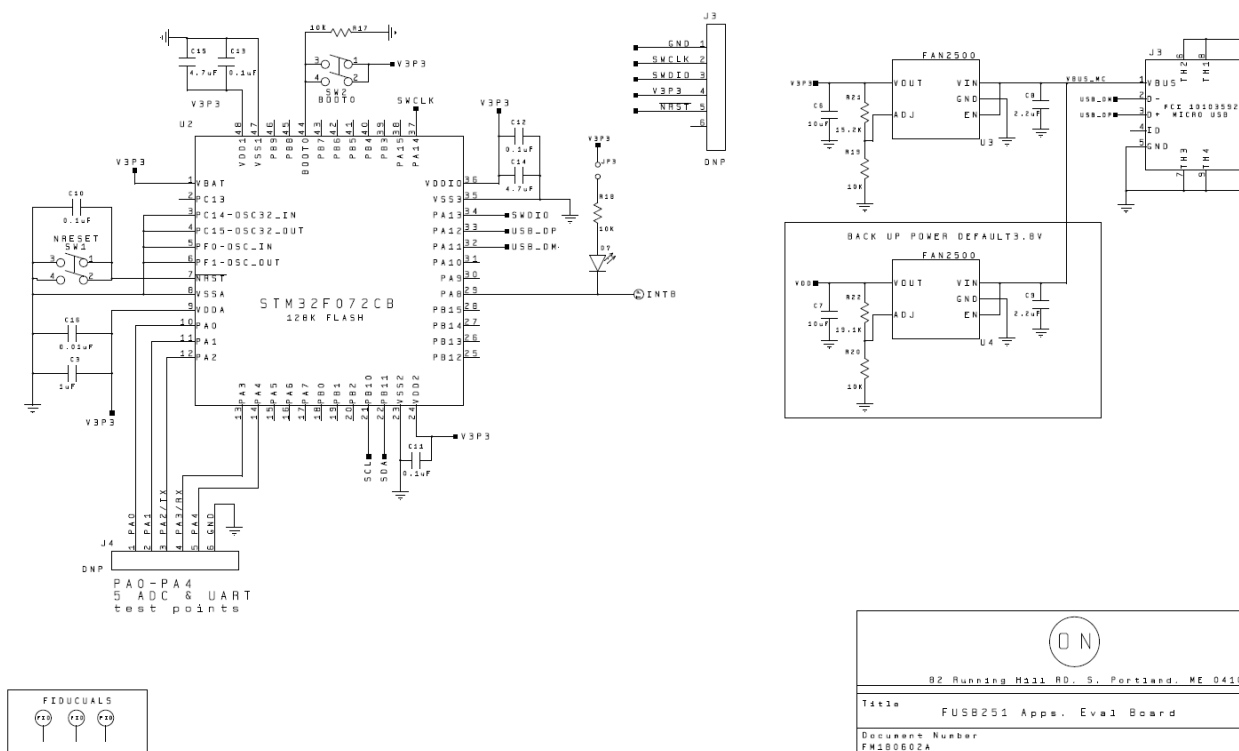 10K R17
C15
4.7uF
C13
0.1uF
V3P3
3 1
4 2
SW2
BOOT0
V3P3
SWCLK
V3P3
C12
0.1uF
C14
4.7uF
U2
VDD1 48
VSS1 47
PB9 46
PB8 45
BOOT0 44
PB7 43
PB6 42
PB5 41
PB4 40
PB3 39
PA15 38
PA14 37
V3P3
1 VBAT
2 PC13
3 PC14-OSC32_IN
4 PC15-OSC32_OUT
5 PF0-OSC_IN
6 PF1-OSC_OUT
7 NRST
8 VSSA
9 VDDA
10 PA0
11 PA1
12 PA2
C10
0.1uF
NRESET
SW1
3 1
4 2
0.01uF
C3
1uF
V3P3
STM32F072CB
128K FLASH
VDDIO 36
VSS3 35
PA13 34 SWDIO
PA12 33 USB_DP
PA11 32 USB_DM
PA10 31
PA9 30
PA8 29
PB15 28
PB14 27
PB13 26
PB12 25
13 PA3
14 PA4
15 PA5
16 PA6
17 PA7
18 PB0
19 PB1
20 PB2
21 PB10
22 PB11
23 VSS2
24 VDD2
SCL
SDA
C11
0.1uF
V3P3
V3P3
JP3
R18
10K
INTB
J4
DNP
1 PA0
2 PA1
3 PA2/TX
4 PA3/RX
5 PA4
6 GND
PA0-PA4
5 ADC & UART
test points
J3
GND 1
SWCLK 2
SWDIO 3
V3P3 4
NRST 5
6
DNP
FAN2500
V3P3
VOUT VIN
GND
ADJ EN
U3
C6
10uF
R21
15.2K
R19
10K
C8
2.2uF
VBUS_MC
J3
TH2 6
TH1 8
1 VBUS
USB_DM 2 D-
USB_DP 3 D+
4 ID
5 GND
FCI 10103592
MICRO USB
TH3 7
TH4 9
BACK UP POWER DEFAULT3.8V
FAN2500
VDD
VOUT VIN
GND
ADJ EN
U4
C7
10uF
R22
R20
10K
C9
2.2uF
FIDUCUALS
FID FID FID
ON
82 Running Hill RD. S. Portland. ME 0410
Title
FUSB251 Apps. Eval Board
Document Number
FM180602A